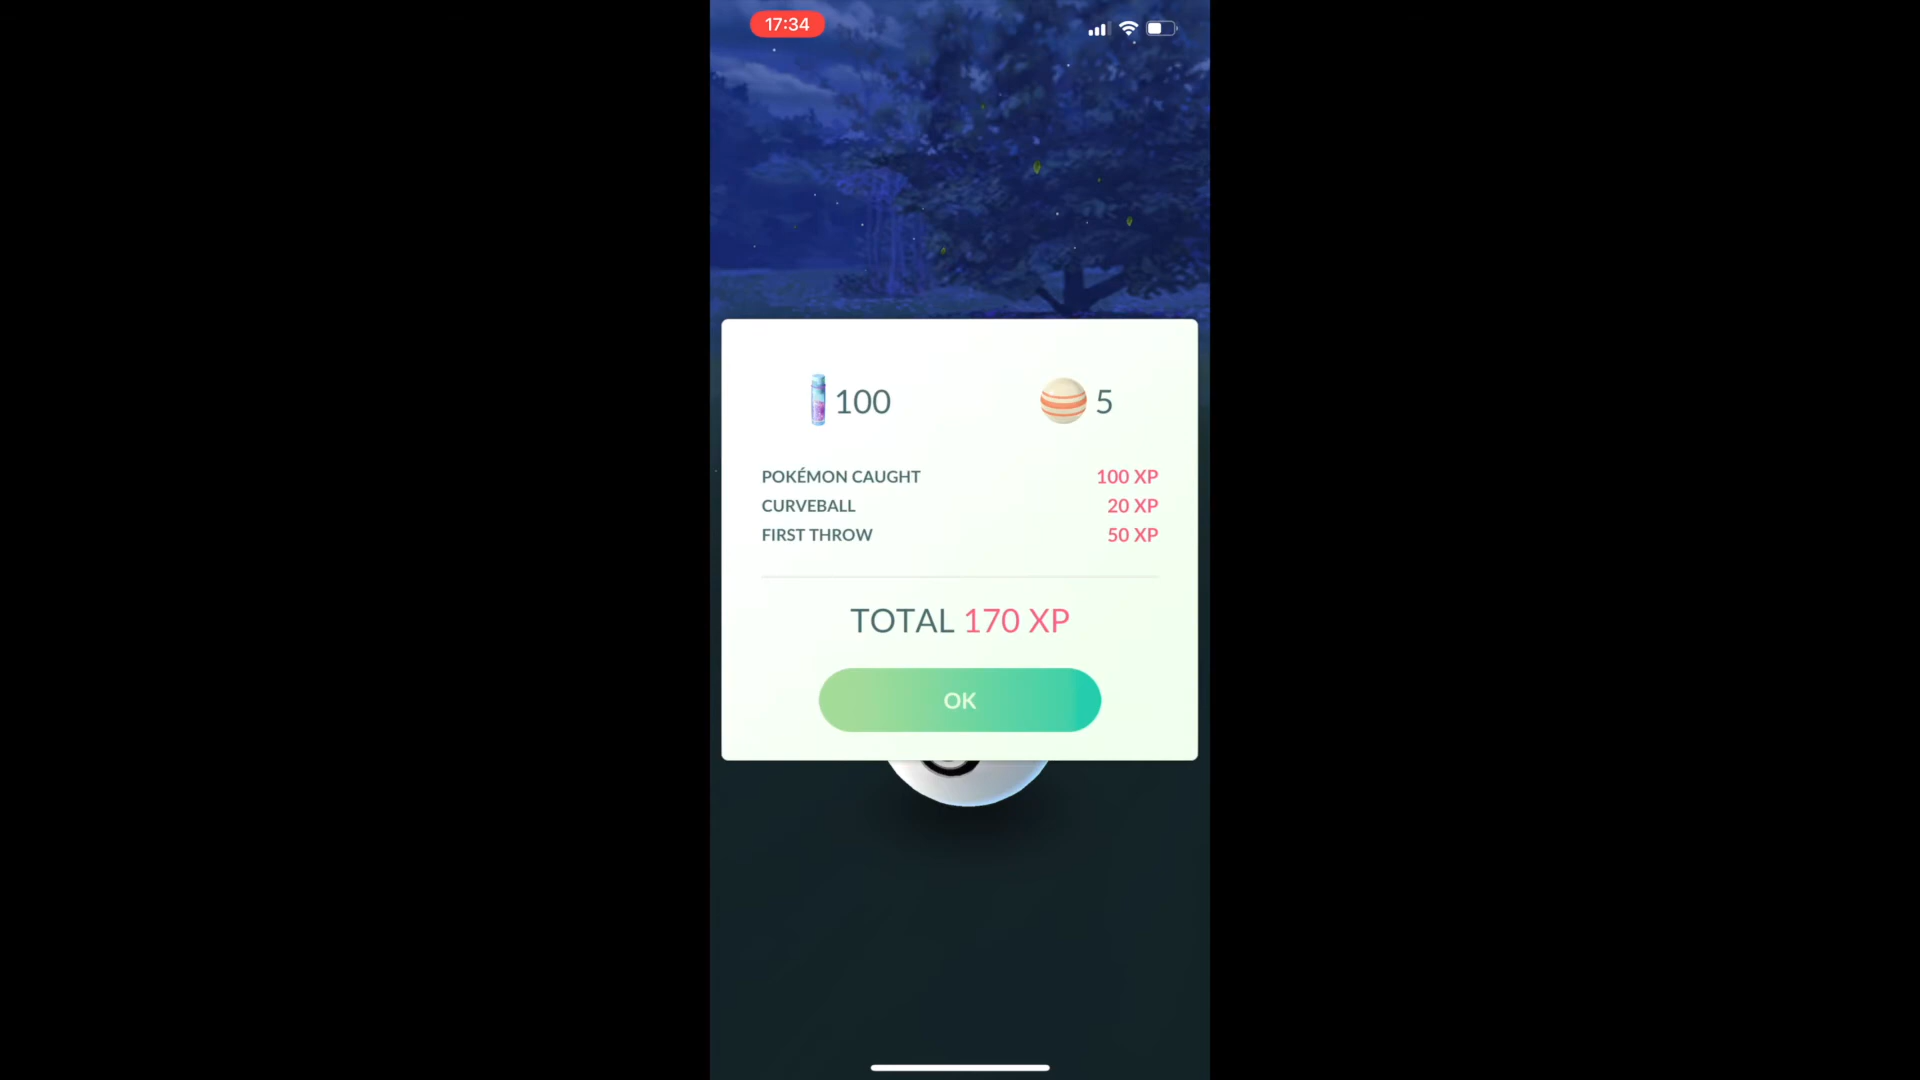 17:34
100 5
POKÉMON CAUGHT 100 XP
CURVEBALL 20 XP
FIRST THROW 50 XP
TOTAL 170 XP
OK